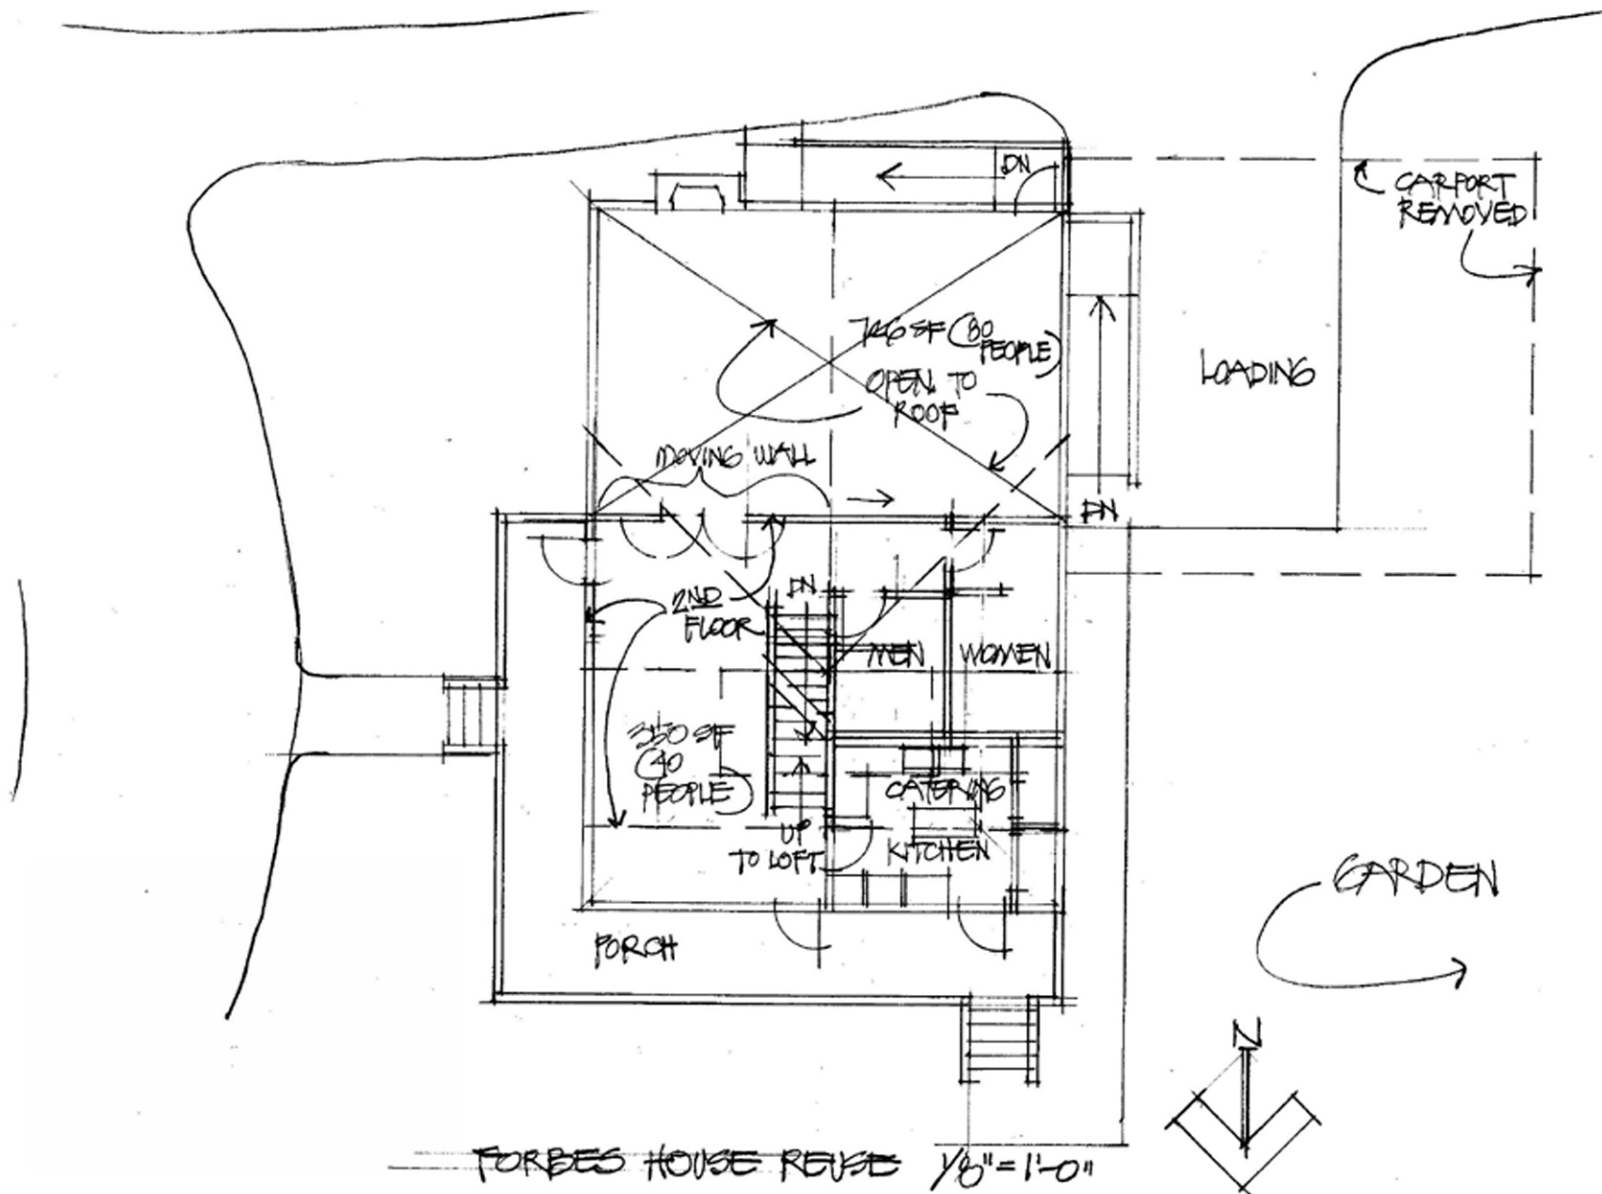 DN
CARPORT
REMOVED
746 SF (80
PEOPLE)
OPEN TO
ROOF
LOADING
MOVING WALL
DN
DN
2ND
FLOOR
MEN
WOMEN
350 SF
(40
PEOPLE)
CATERING
KITCHEN
UP
TO LOFT
GARDEN
PORCH
N
FORBES HOUSE REUSE 1/8"=1'-0"